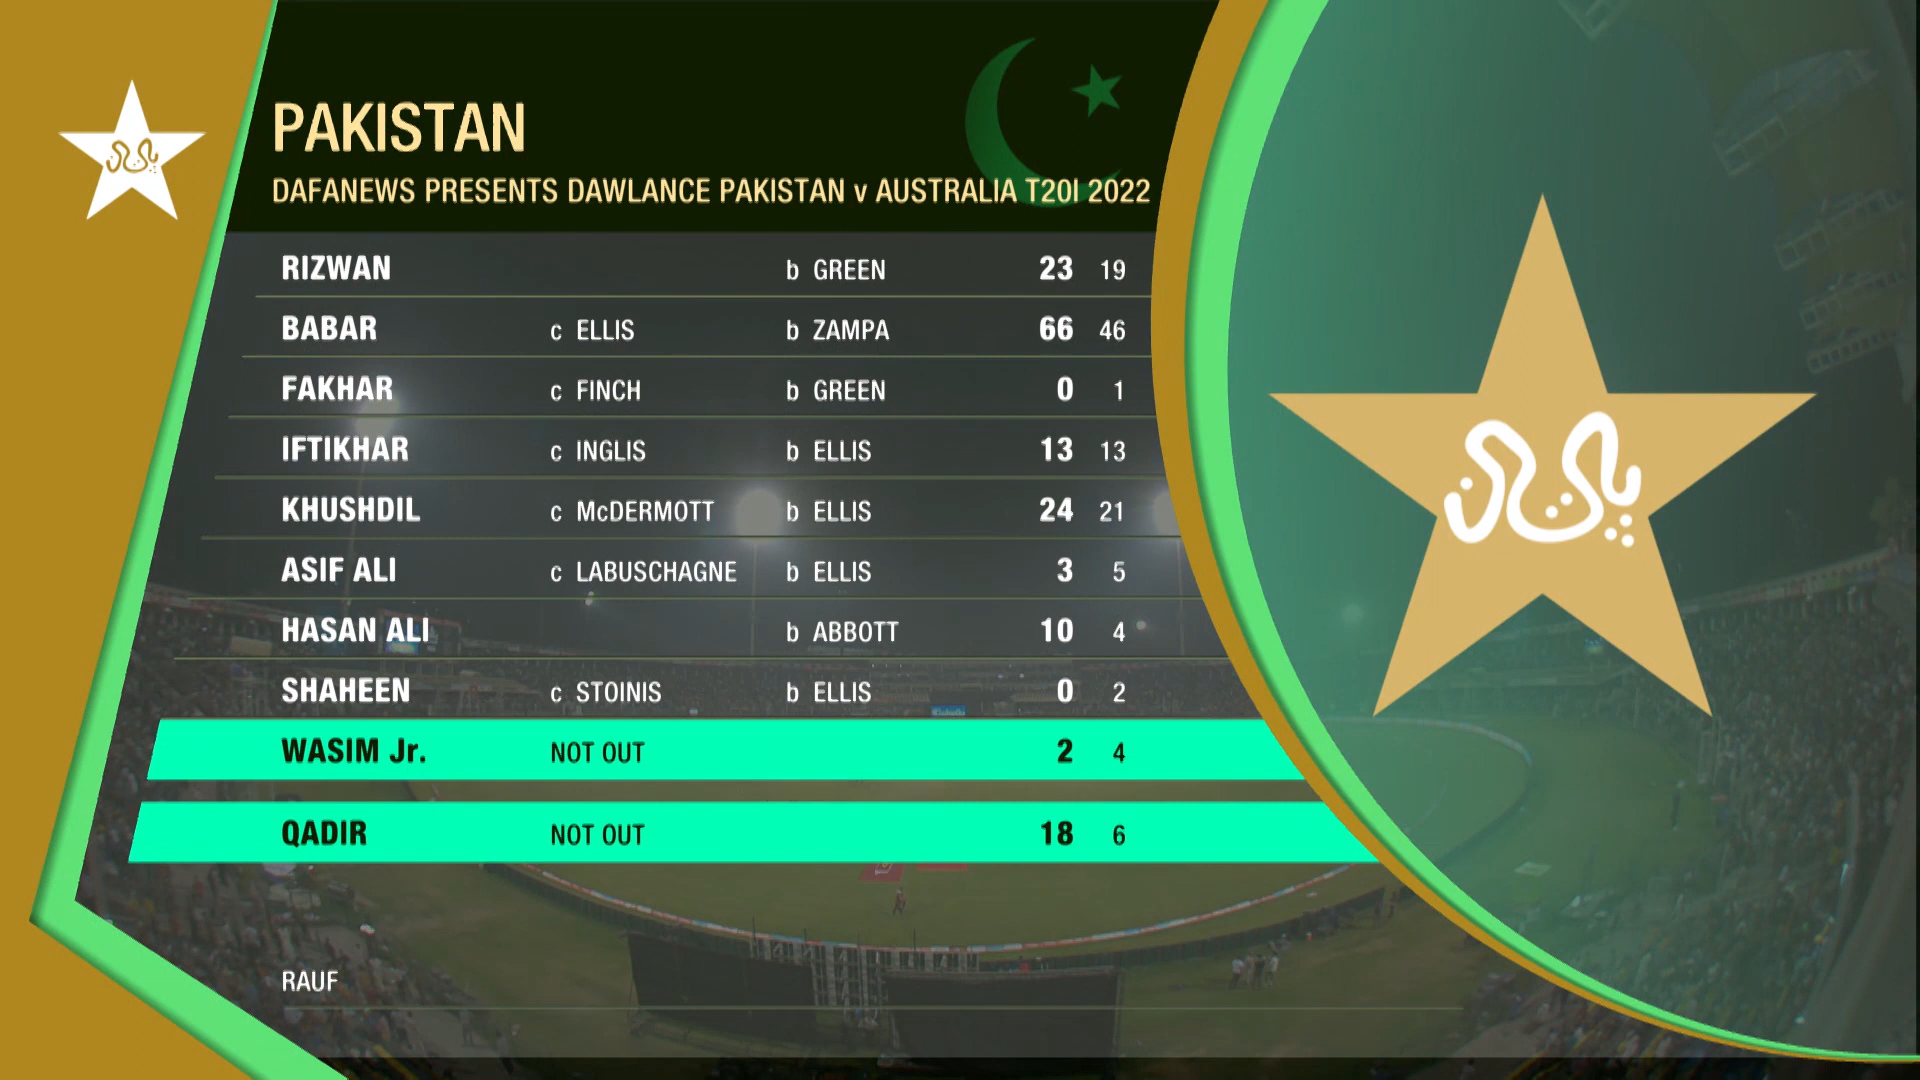 PAKISTAN
DAFANEWS PRESENTS DAWLANCE PAKISTAN v AUSTRALIA T20I 2022
RIZWAN b GREEN 23 19
BABAR c ELLIS b ZAMPA 66 46
FAKHAR c FINCH b GREEN 0 1
IFTIKHAR c INGLIS b ELLIS 13 13
KHUSHDIL c McDERMOTT b ELLIS 24 21
ASIF ALI c LABUSCHAGNE b ELLIS 3 5
HASAN ALI b ABBOTT 10 4
SHAHEEN c STOINIS b ELLIS 0 2
WASIM Jr. NOT OUT 2 4
QADIR NOT OUT 18 6
RAUF